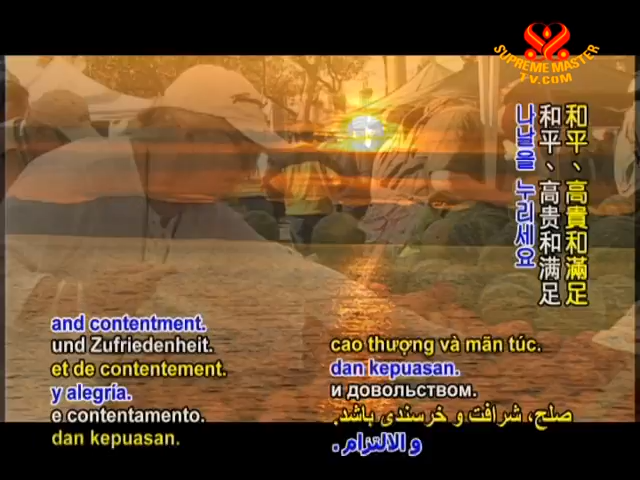 SUPREME MASTER
TV.COM
和平、高貴和滿足
和平、高贵和满足
나날을 누리세요
and contentment.
und Zufriedenheit.
et de contentement.
y alegría.
e contentamento.
dan kepuasan.
cao thượng và mãn túc.
dan kepuasan.
и довольством.
صلح، شرافت و خرسندی باشد.
و الالتزام.